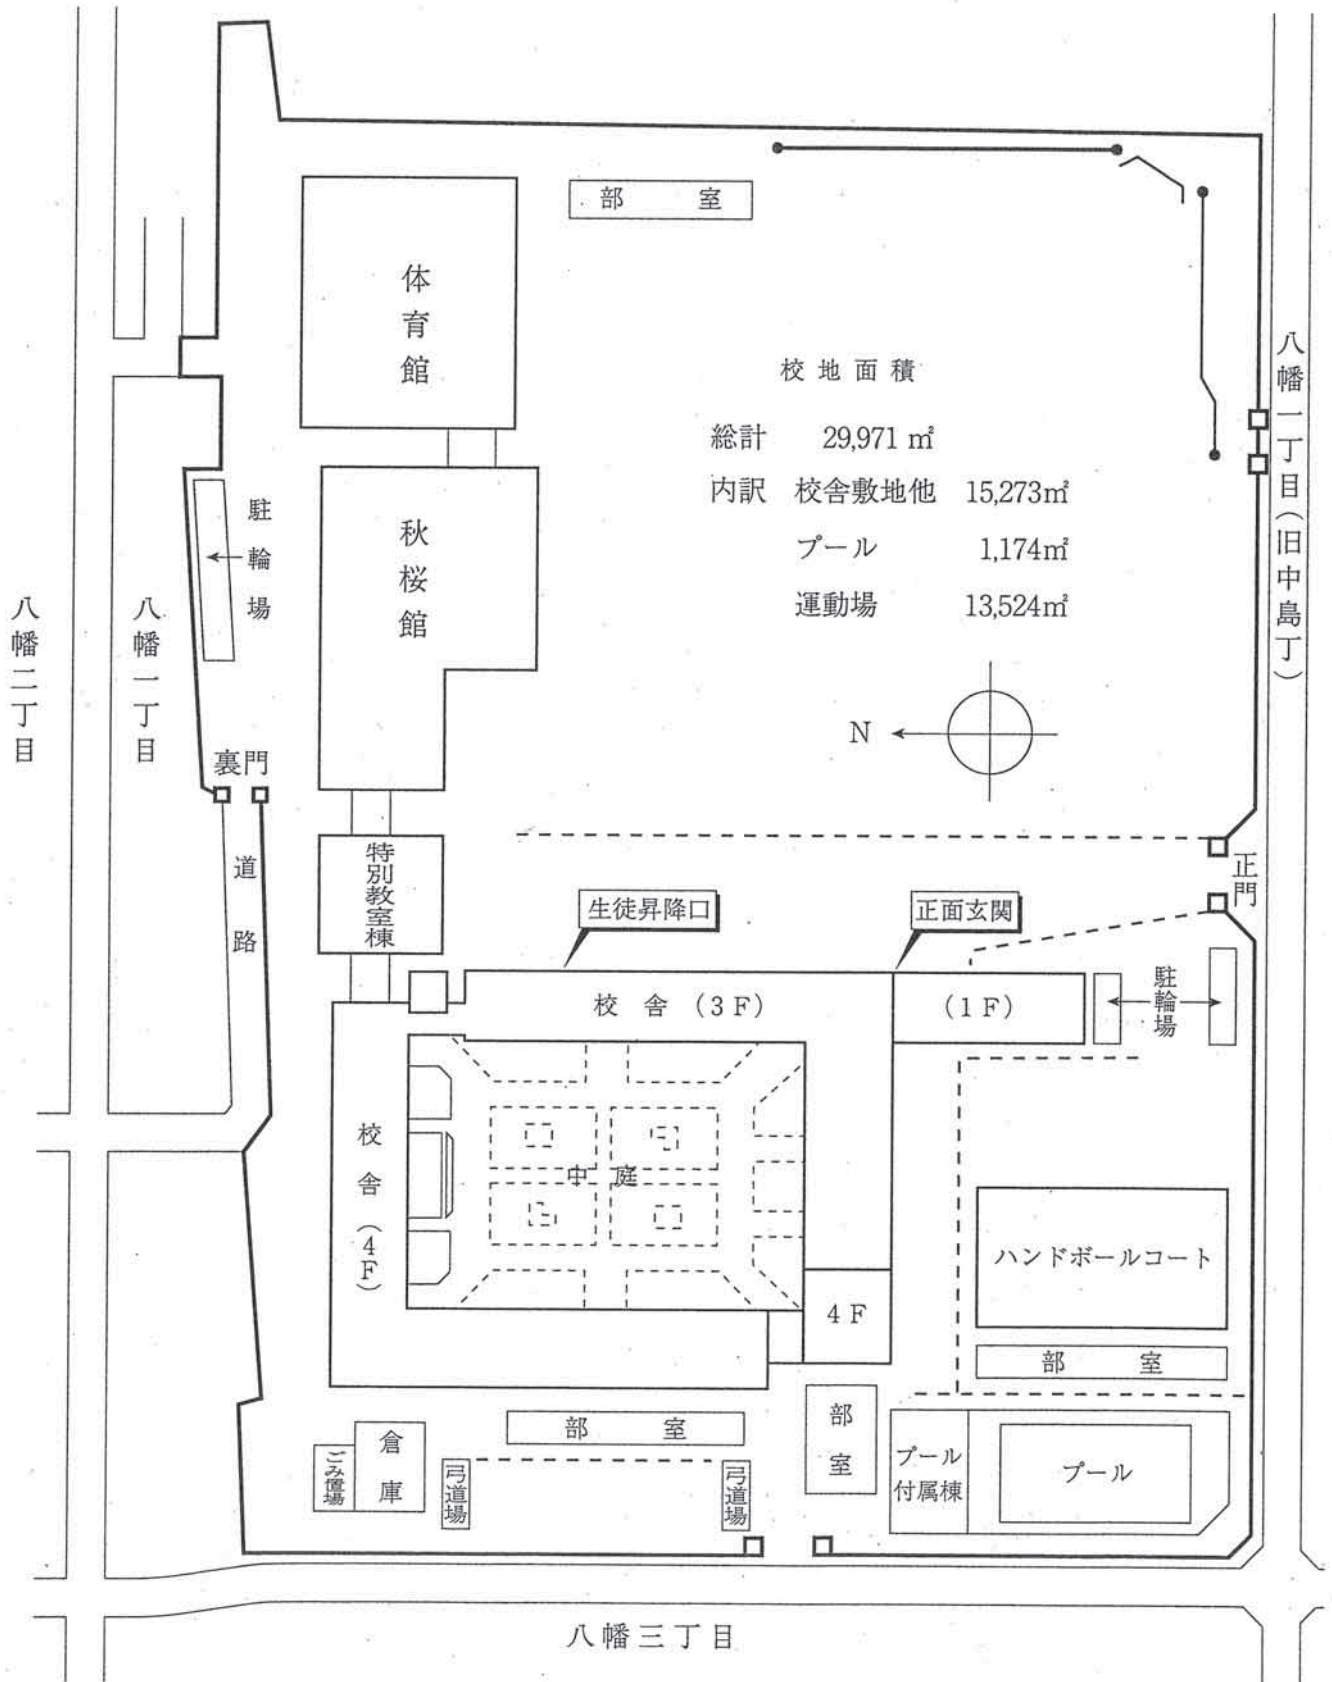 部 室
体育館
校地面積
総計 29,971㎡
内訳 校舎敷地他 15,273㎡
プール 1,174㎡
運動場 13,524㎡
八幡一丁目(旧中島丁)
駐輪場
秋桜館
八幡二丁目
八幡一丁目
N
裏門
道路
特別教室棟
正門
生徒昇降口
正面玄関
校舎(3F)
(1F)
駐輪場
校舎(4F)
中庭
ハンドボールコート
4F
部 室
部 室
部室
倉庫
ごみ置場
弓道場
弓道場
プール
付属棟
プール
八幡三丁目